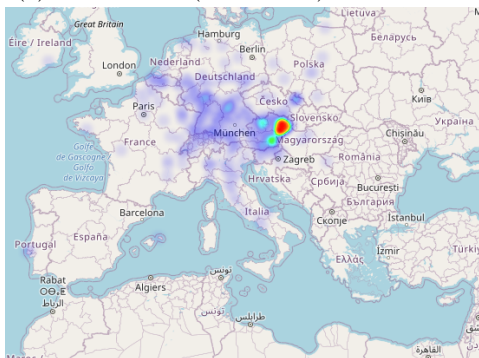 Great Britain
Hamburg
Lietuva
Éire / Ireland
Беларусь
Nederland
Berlin
London
Polska
Deutschland
Київ
Paris
Česko
Slovensko
Україна
München
Magyarország
Chișinău
France
Zagreb
România
Golfe
de Gascogne /
Golfo
de Vizcaya
Hrvatska
Србија
București
България
Barcelona
Italia
Скопје
İstanbul
Portugal
España
Ελλάς
İzmir
Türkiy
Rabat
ⵔⴱⴰⵟ
الرباط
Algiers
تونس
طرابلس
القاهرة